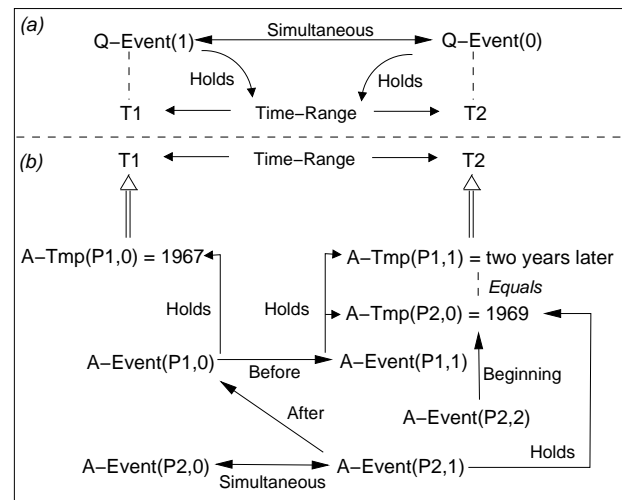 (a)
Simultaneous
Q−Event(1) Q−Event(0)
Holds Holds
T1 Time−Range T2
(b)
T1 Time−Range T2
A−Tmp(P1,0) = 1967 A−Tmp(P1,1) = two years later
Equals
Holds Holds A−Tmp(P2,0) = 1969
A−Event(P1,0) Before A−Event(P1,1)
Beginning
After A−Event(P2,2)
A−Event(P2,0) Simultaneous A−Event(P2,1) Holds